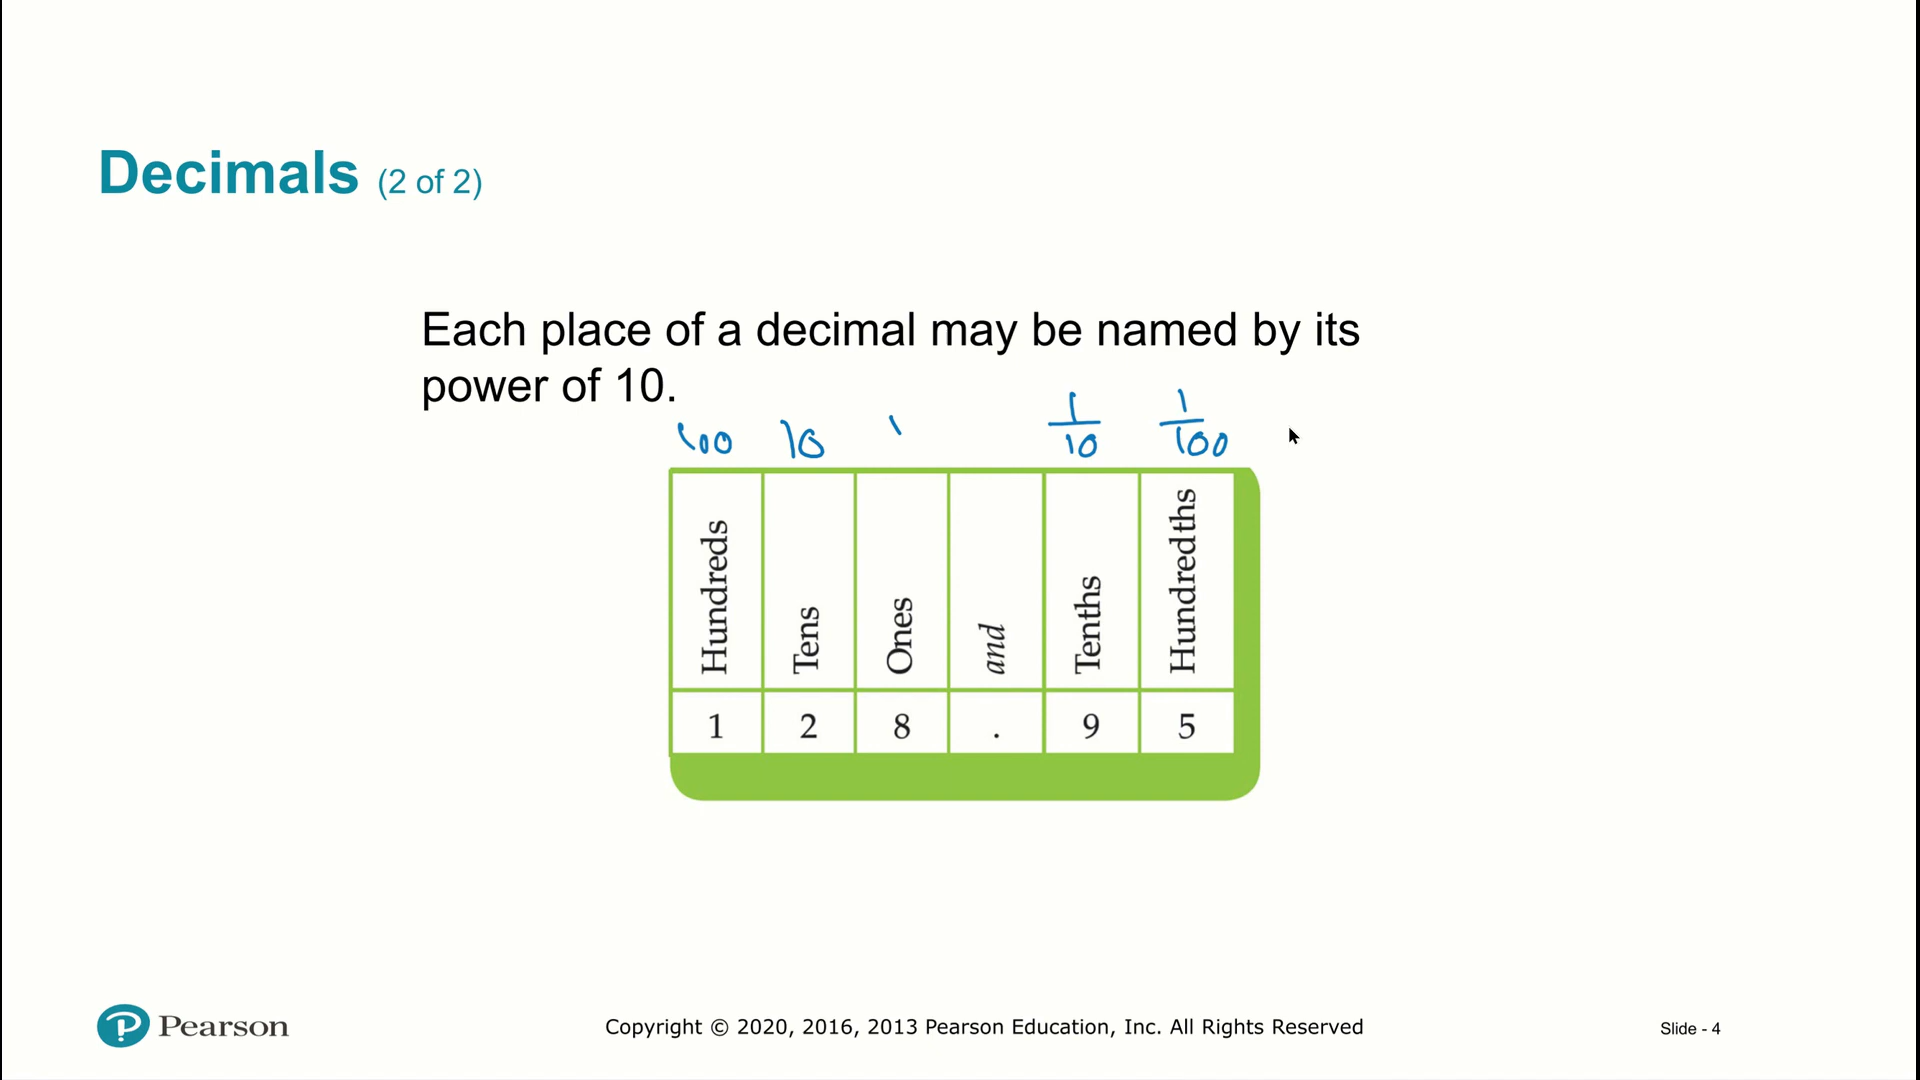 Decimals (2 of 2)
Each place of a decimal may be named by its
power of 10.
100 10 1 1/10 1/100
Hundreds Tens Ones and Tenths Hundredths
1 2 8 . 9 5
Pearson
Copyright © 2020, 2016, 2013 Pearson Education, Inc. All Rights Reserved
Slide - 4